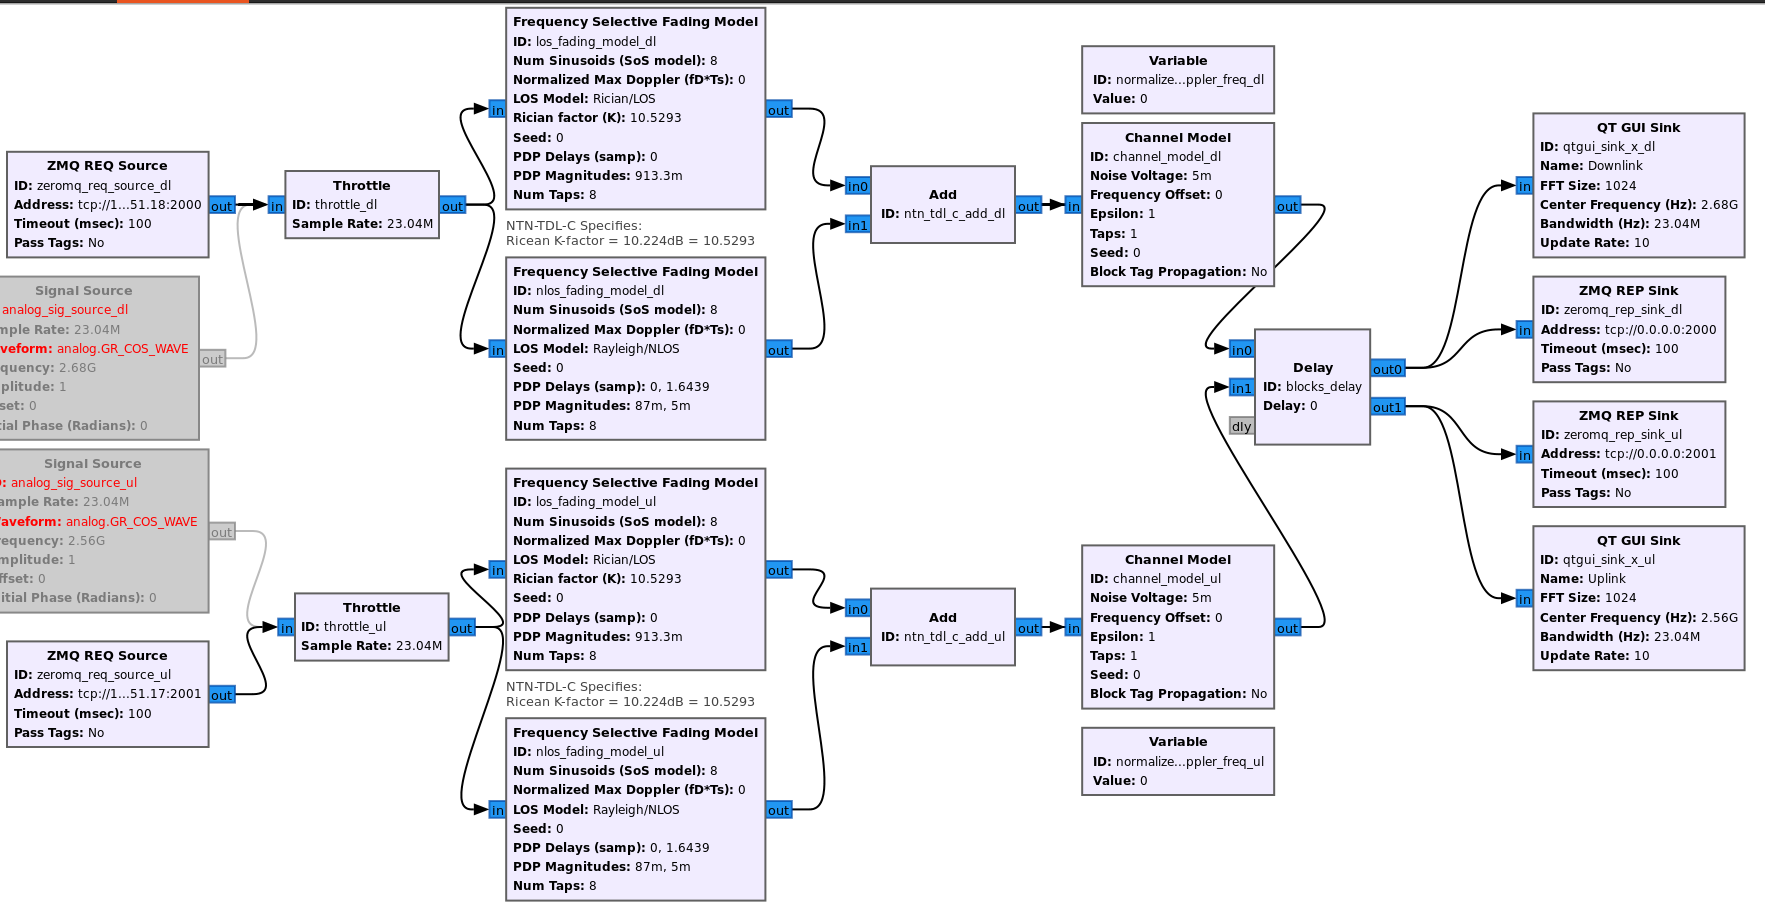 ZMQ REQ Source
ID: zeromq_req_source_dl
Address: tcp://1...51.18:2000
Timeout (msec): 100
Pass Tags: No
out
Signal Source
analog_sig_source_dl
mple Rate: 23.04M
veform: analog.GR_COS_WAVE
quency: 2.68G
plitude: 1
set: 0
ial Phase (Radians): 0
out
Signal Source
: analog_sig_source_ul
ample Rate: 23.04M
aveform: analog.GR_COS_WAVE
requency: 2.56G
mplitude: 1
ffset: 0
itial Phase (Radians): 0
out
ZMQ REQ Source
ID: zeromq_req_source_ul
Address: tcp://1...51.17:2001
Timeout (msec): 100
Pass Tags: No
out
in
Throttle
ID: throttle_dl
Sample Rate: 23.04M
out
in
Throttle
ID: throttle_ul
Sample Rate: 23.04M
out
in
Frequency Selective Fading Model
ID: los_fading_model_dl
Num Sinusoids (SoS model): 8
Normalized Max Doppler (fD*Ts): 0
LOS Model: Rician/LOS
Rician factor (K): 10.5293
Seed: 0
PDP Delays (samp): 0
PDP Magnitudes: 913.3m
Num Taps: 8
out
NTN-TDL-C Specifies:
Ricean K-factor = 10.224dB = 10.5293
in
Frequency Selective Fading Model
ID: nlos_fading_model_dl
Num Sinusoids (SoS model): 8
Normalized Max Doppler (fD*Ts): 0
LOS Model: Rayleigh/NLOS
Seed: 0
PDP Delays (samp): 0, 1.6439
PDP Magnitudes: 87m, 5m
Num Taps: 8
out
in
Frequency Selective Fading Model
ID: los_fading_model_ul
Num Sinusoids (SoS model): 8
Normalized Max Doppler (fD*Ts): 0
LOS Model: Rician/LOS
Rician factor (K): 10.5293
Seed: 0
PDP Delays (samp): 0
PDP Magnitudes: 913.3m
Num Taps: 8
out
NTN-TDL-C Specifies:
Ricean K-factor = 10.224dB = 10.5293
in
Frequency Selective Fading Model
ID: nlos_fading_model_ul
Num Sinusoids (SoS model): 8
Normalized Max Doppler (fD*Ts): 0
LOS Model: Rayleigh/NLOS
Seed: 0
PDP Delays (samp): 0, 1.6439
PDP Magnitudes: 87m, 5m
Num Taps: 8
out
in0
in1
Add
ID: ntn_tdl_c_add_dl
out
in0
in1
Add
ID: ntn_tdl_c_add_ul
out
Variable
ID: normalize...ppler_freq_dl
Value: 0
in
Channel Model
ID: channel_model_dl
Noise Voltage: 5m
Frequency Offset: 0
Epsilon: 1
Taps: 1
Seed: 0
Block Tag Propagation: No
out
in
Channel Model
ID: channel_model_ul
Noise Voltage: 5m
Frequency Offset: 0
Epsilon: 1
Taps: 1
Seed: 0
Block Tag Propagation: No
out
Variable
ID: normalize...ppler_freq_ul
Value: 0
in0
in1
dly
Delay
ID: blocks_delay
Delay: 0
out0
out1
in
QT GUI Sink
ID: qtgui_sink_x_dl
Name: Downlink
FFT Size: 1024
Center Frequency (Hz): 2.68G
Bandwidth (Hz): 23.04M
Update Rate: 10
in
ZMQ REP Sink
ID: zeromq_rep_sink_dl
Address: tcp://0.0.0.0:2000
Timeout (msec): 100
Pass Tags: No
in
ZMQ REP Sink
ID: zeromq_rep_sink_ul
Address: tcp://0.0.0.0:2001
Timeout (msec): 100
Pass Tags: No
in
QT GUI Sink
ID: qtgui_sink_x_ul
Name: Uplink
FFT Size: 1024
Center Frequency (Hz): 2.56G
Bandwidth (Hz): 23.04M
Update Rate: 10